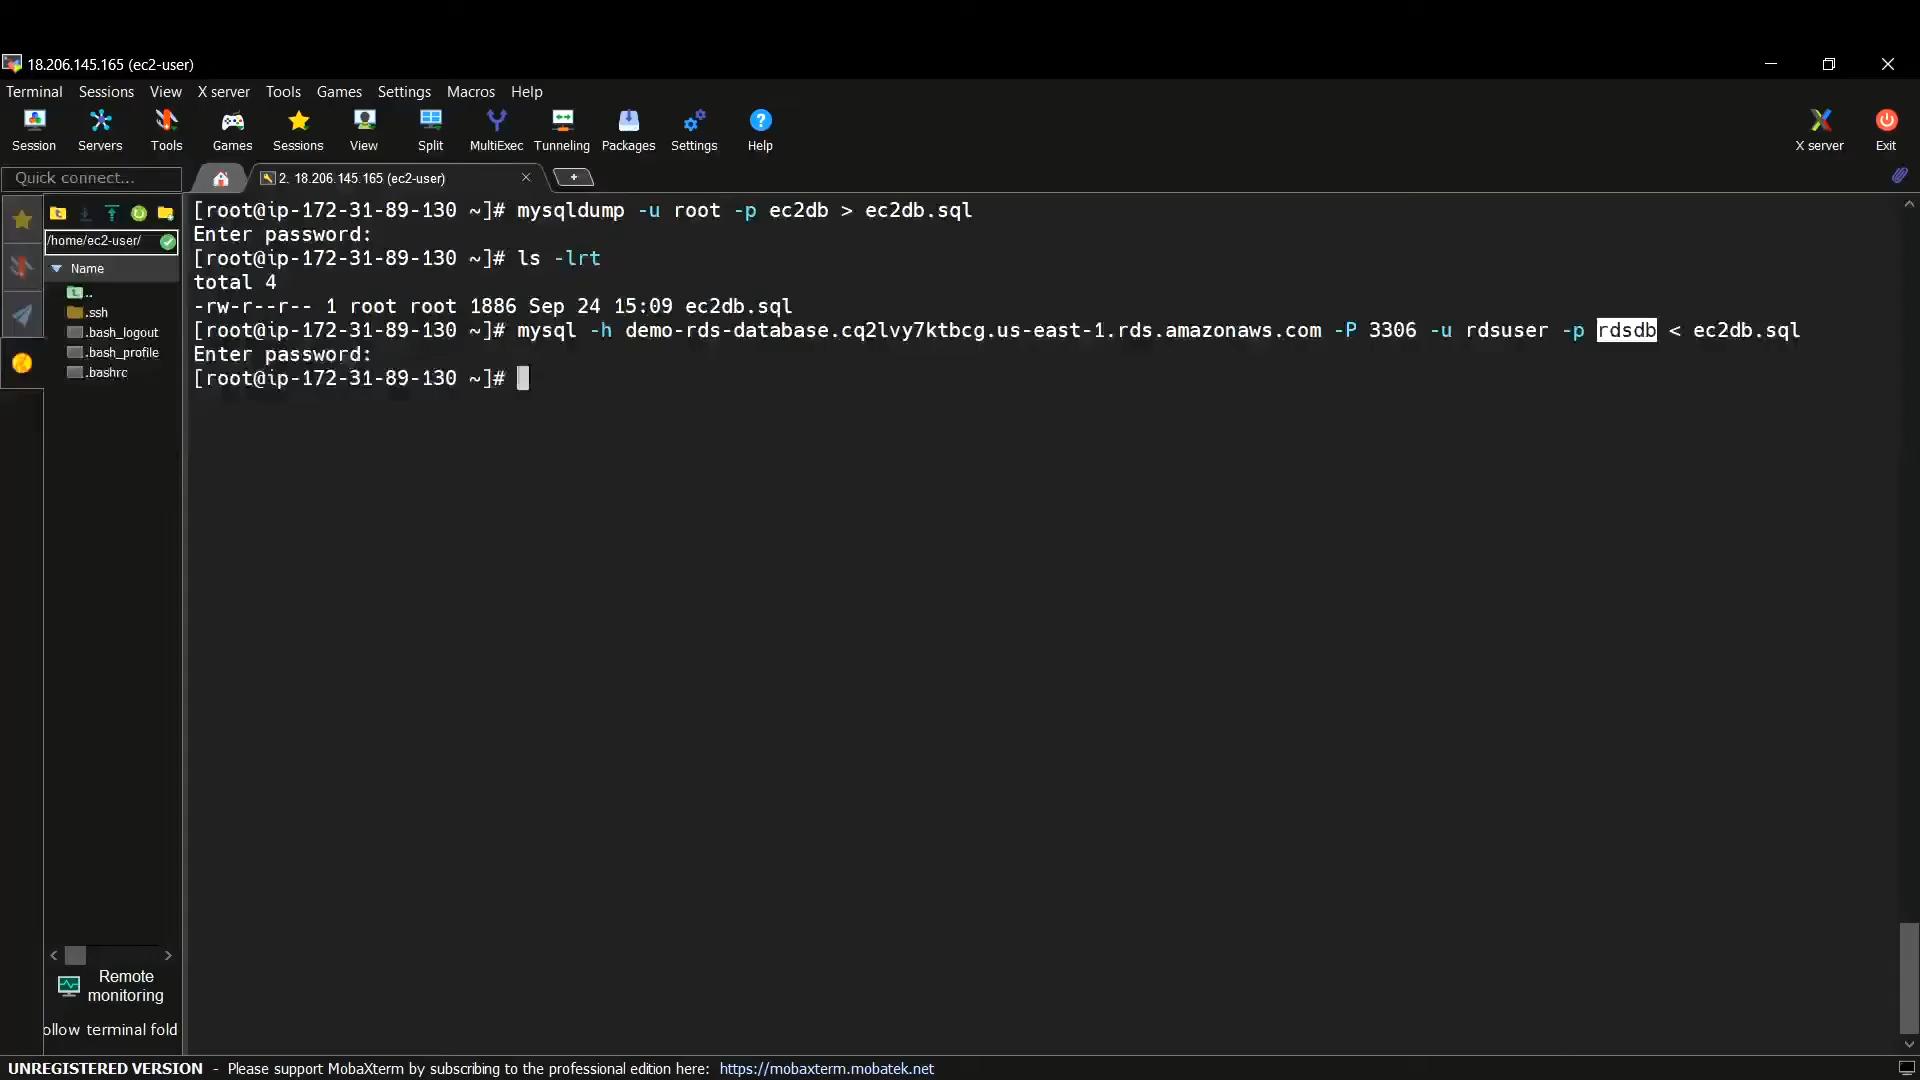 18.206.145.165 (ec2-user)
Terminal Sessions View X server Tools Games Settings Macros Help
Session Servers Tools Games Sessions View Split MultiExec Tunneling Packages Settings Help X server Exit
Quick connect... 2. 18.206.145.165 (ec2-user)
[root@ip-172-31-89-130 ~]# mysqldump -u root -p ec2db > ec2db.sql
Enter password:
[root@ip-172-31-89-130 ~]# ls -lrt
total 4
-rw-r--r-- 1 root root 1886 Sep 24 15:09 ec2db.sql
[root@ip-172-31-89-130 ~]# mysql -h demo-rds-database.cq2lvy7ktbcg.us-east-1.rds.amazonaws.com -P 3306 -u rdsuser -p rdsdb < ec2db.sql
Enter password:
[root@ip-172-31-89-130 ~]#
/home/ec2-user/
Name
..
.ssh
.bash_logout
.bash_profile
.bashrc
Remote
monitoring
ollow terminal fold
UNREGISTERED VERSION - Please support MobaXterm by subscribing to the professional edition here: https://mobaxterm.mobatek.net